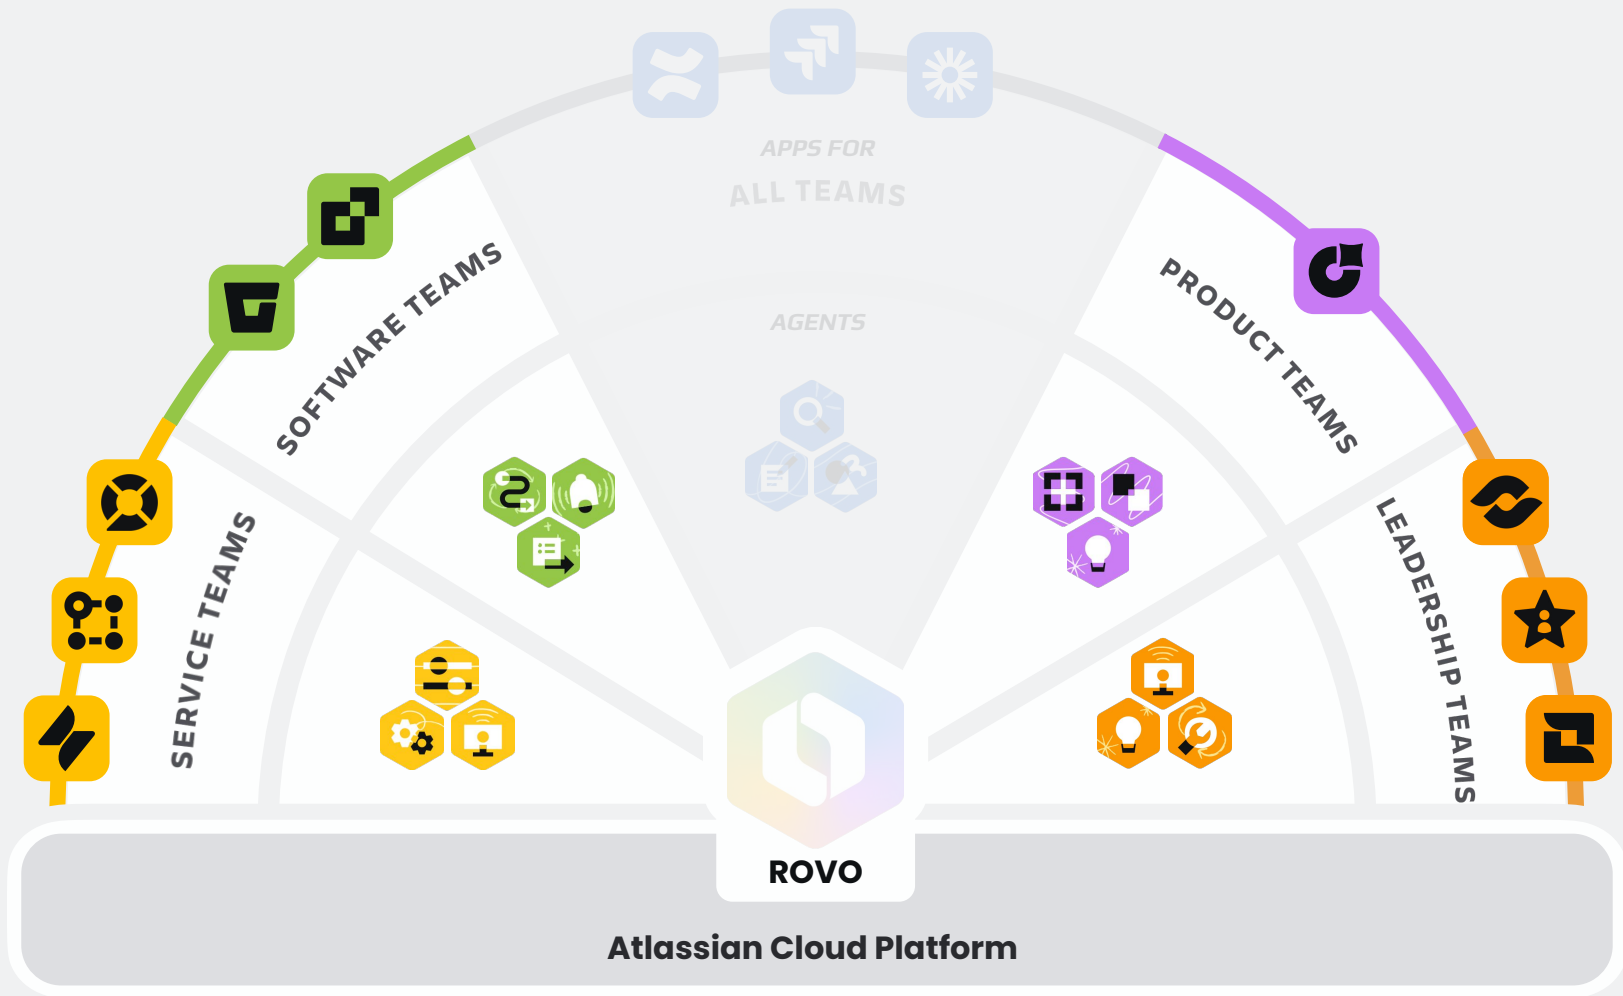 APPS FOR
ALL TEAMS
AGENTS
SOFTWARE TEAMS
PRODUCT TEAMS
SERVICE TEAMS
LEADERSHIP TEAMS
ROVO
Atlassian Cloud Platform